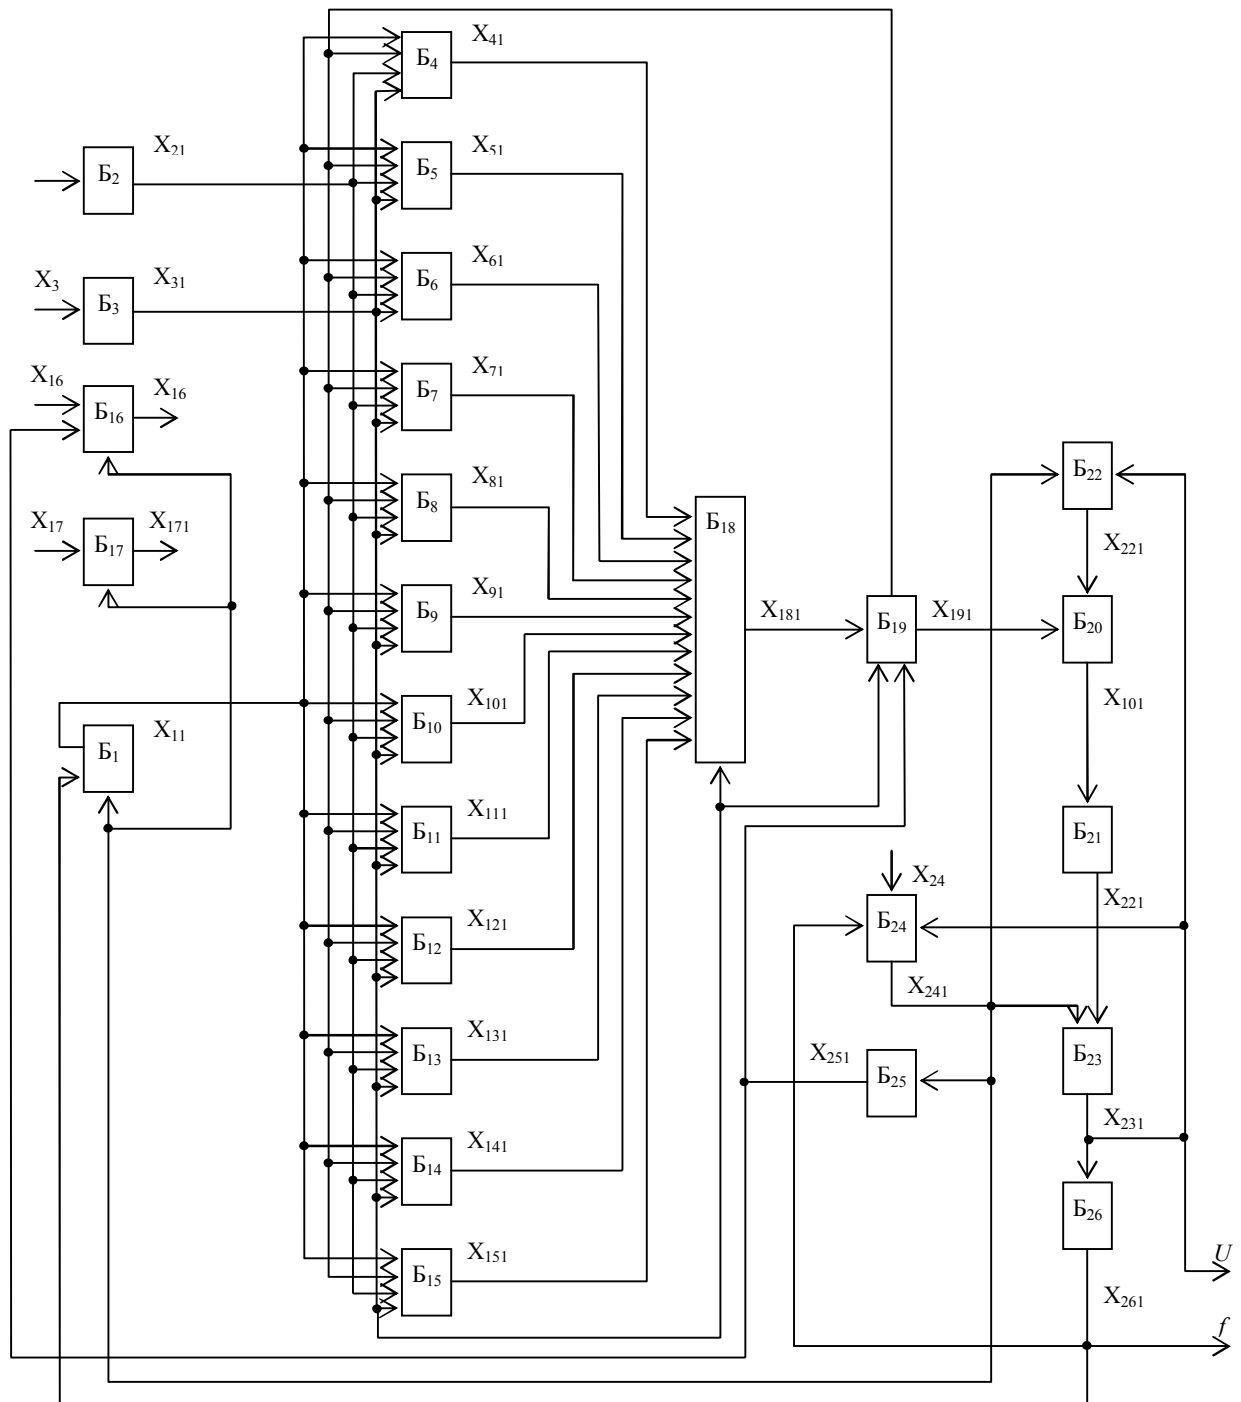 X₄₁
Б₄
X₂₁
Б₂
X₅₁
Б₅
X₃
X₃₁
Б₃
X₆₁
Б₆
X₁₆
X₁₆
Б₁₆
X₇₁
Б₇
X₁₇
X₁₇₁
Б₁₇
X₈₁
Б₈
Б₁₈
Б₂₂
X₂₂₁
X₉₁
Б₉
X₁₈₁
Б₁₉
X₁₉₁
Б₂₀
X₁₁
Б₁
X₁₀₁
Б₁₀
X₁₀₁
X₁₁₁
Б₁₁
Б₂₁
X₂₄
X₂₂₁
X₁₂₁
Б₁₂
Б₂₄
X₂₄₁
X₁₃₁
Б₁₃
X₂₅₁
Б₂₅
Б₂₃
X₂₃₁
X₁₄₁
Б₁₄
Б₂₆
X₁₅₁
Б₁₅
U
X₂₆₁
f